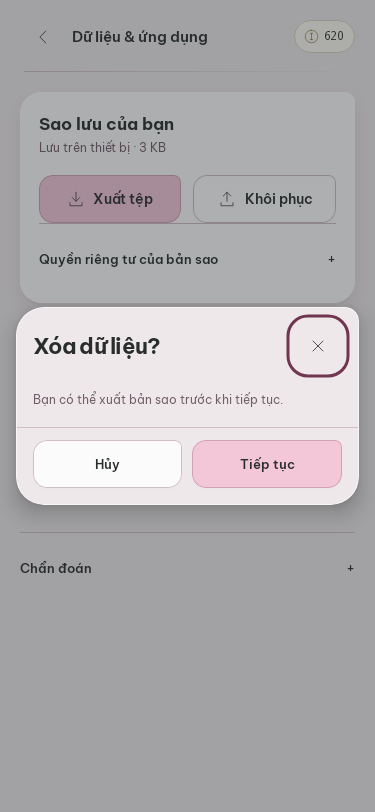 Dữ liệu & ứng dụng
620
Sao lưu của bạn
Lưu trên thiết bị · 3 KB
Xuất tệp
Khôi phục
Quyền riêng tư của bản sao
+
Xóa dữ liệu?
Bạn có thể xuất bản sao trước khi tiếp tục.
Hủy
Tiếp tục
Chẩn đoán
+